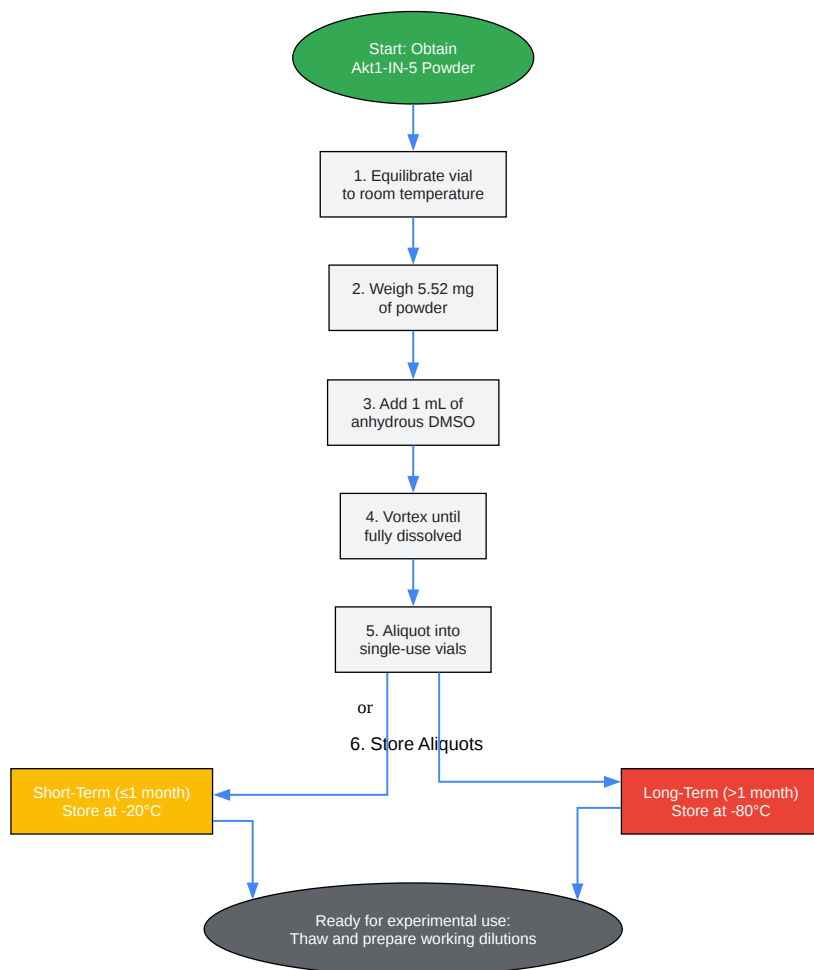 Start: Obtain
Akt1-IN-5 Powder
1. Equilibrate vial
to room temperature
2. Weigh 5.52 mg
of powder
3. Add 1 mL of
anhydrous DMSO
4. Vortex until
fully dissolved
5. Aliquot into
single-use vials
or
6. Store Aliquots
Short-Term (≤1 month)
Store at -20°C
Long-Term (>1 month)
Store at -80°C
Ready for experimental use:
Thaw and prepare working dilutions